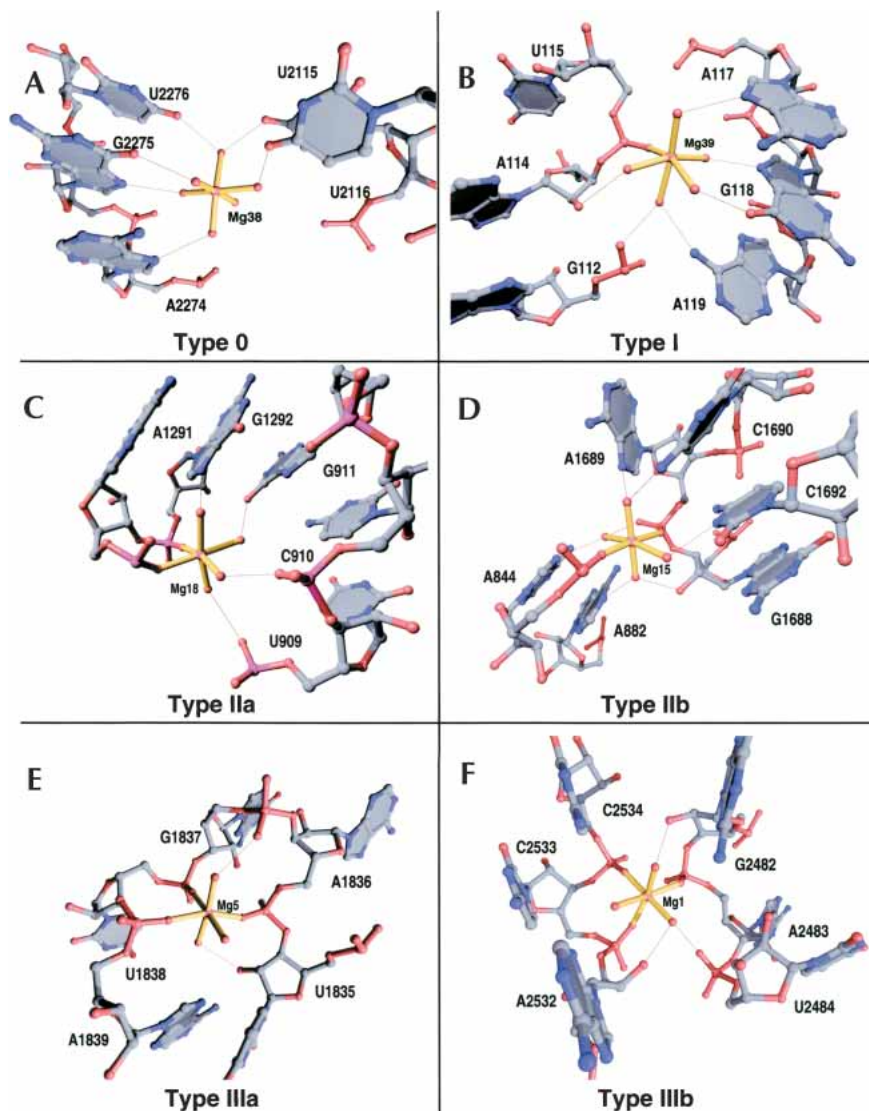 A
U2276
U2115
G2275
Mg38
U2116
A2274
Type 0
B
U115
A117
Mg39
A114
G118
G112
A119
Type I
C
A1291
G1292
G911
C910
Mg18
U909
Type IIa
D
C1690
A1689
C1692
Mg15
A844
G1688
A882
Type IIb
E
G1837
A1836
Mg5
U1838
U1835
A1839
Type IIIa
F
C2534
C2533
G2482
Mg1
A2483
A2532
U2484
Type IIIb